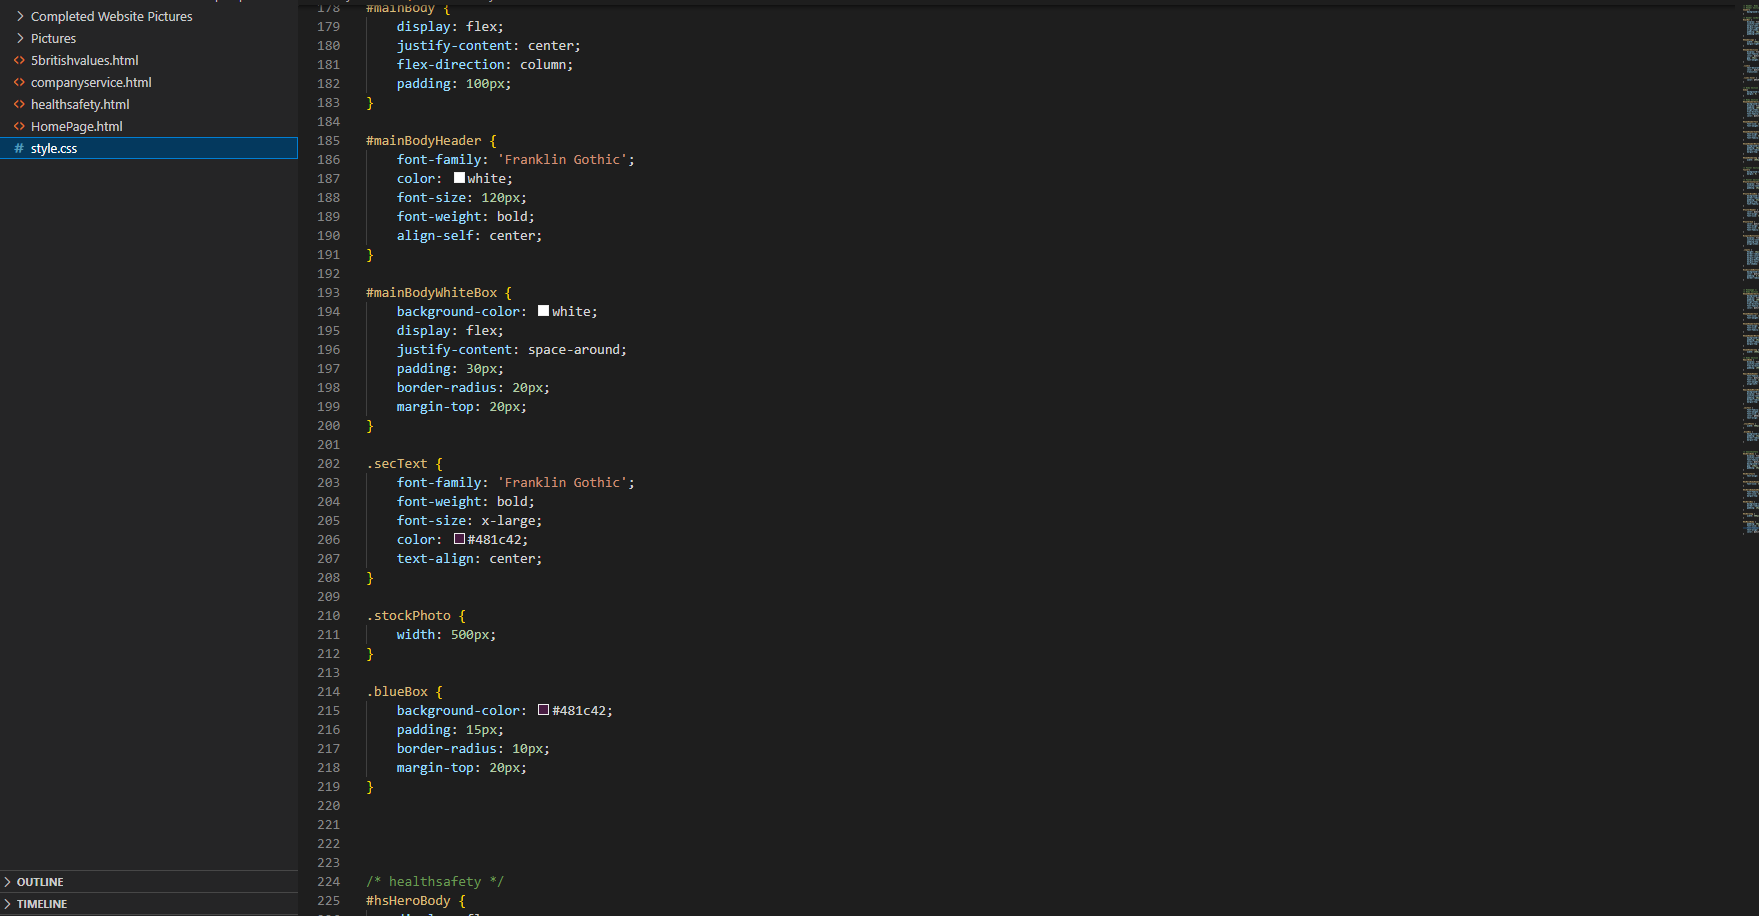 Completed Website Pictures
Pictures
5britishvalues.html
companyservice.html
healthsafety.html
HomePage.html
# style.css
OUTLINE
TIMELINE
178 #mainBody {
179 display: flex;
180 justify-content: center;
181 flex-direction: column;
182 padding: 100px;
183 }
184
185 #mainBodyHeader {
186 font-family: 'Franklin Gothic';
187 color: white;
188 font-size: 120px;
189 font-weight: bold;
190 align-self: center;
191 }
192
193 #mainBodyWhiteBox {
194 background-color: white;
195 display: flex;
196 justify-content: space-around;
197 padding: 30px;
198 border-radius: 20px;
199 margin-top: 20px;
200 }
201
202 .secText {
203 font-family: 'Franklin Gothic';
204 font-weight: bold;
205 font-size: x-large;
206 color: #481c42;
207 text-align: center;
208 }
209
210 .stockPhoto {
211 width: 500px;
212 }
213
214 .blueBox {
215 background-color: #481c42;
216 padding: 15px;
217 border-radius: 10px;
218 margin-top: 20px;
219 }
220
221
222
223
224 /* healthsafety */
225 #hsHeroBody {